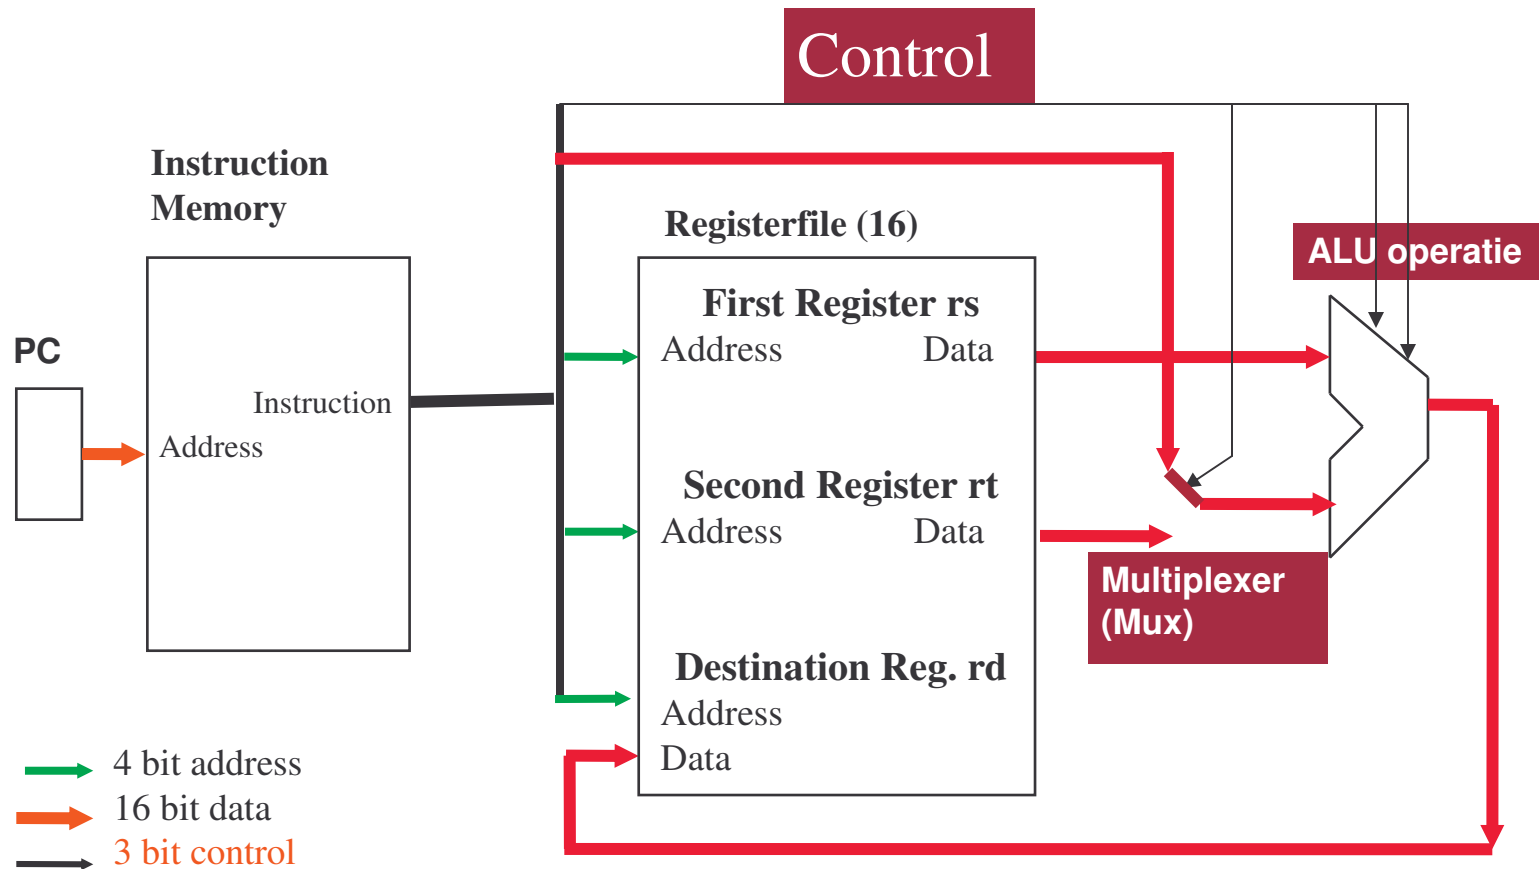 Control
Instruction
Memory
Registerfile (16)
ALU operatie
First Register rs
Address Data
PC
Instruction
Address
Second Register rt
Address Data
Multiplexer
(Mux)
Destination Reg. rd
Address
Data
4 bit address
16 bit data
3 bit control